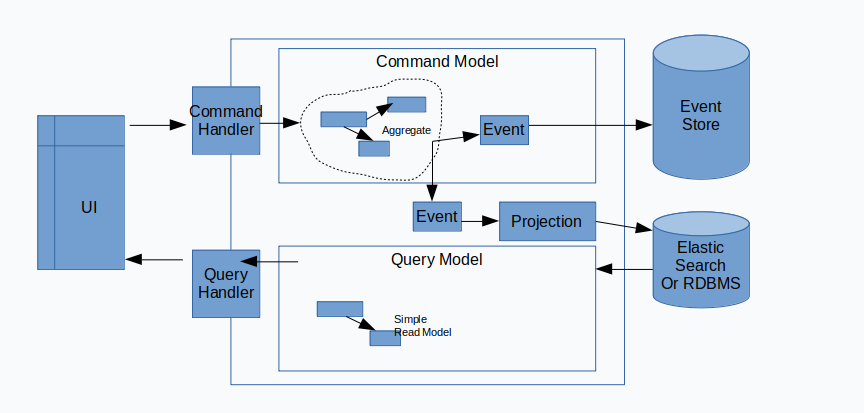 Command Model
Command
Handler
Aggregate
Event
Event
Store
UI
Event
Projection
Query Model
Query
Handler
Elastic
Search
Or RDBMS
Simple
Read Model